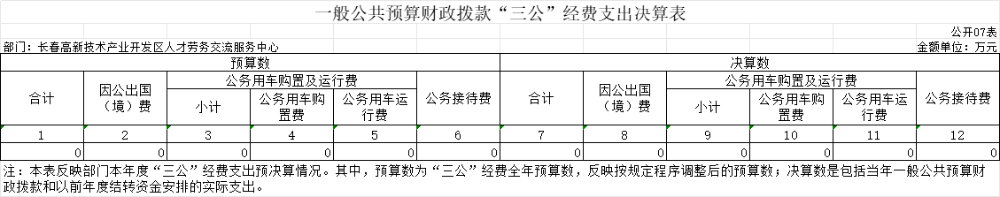 一般公共预算财政拨款“三公”经费支出决算表
公开07表
部门：长春高新技术产业开发区人才劳务交流服务中心 金额单位：万元
预算数 决算数
合计 因公出国（境）费 公务用车购置及运行费 公务接待费 合计 因公出国（境）费 公务用车购置及运行费 公务接待费
小计 公务用车购置费 公务用车运行费 小计 公务用车购置费 公务用车运行费
1 2 3 4 5 6 7 8 9 10 11 12
0 0 0 0 0 0 0 0 0 0 0 0
注：本表反映部门本年度“三公”经费支出预决算情况。其中，预算数为“三公”经费全年预算数，反映按规定程序调整后的预算数；决算数是包括当年一般公共预算财
政拨款和以前年度结转资金安排的实际支出。